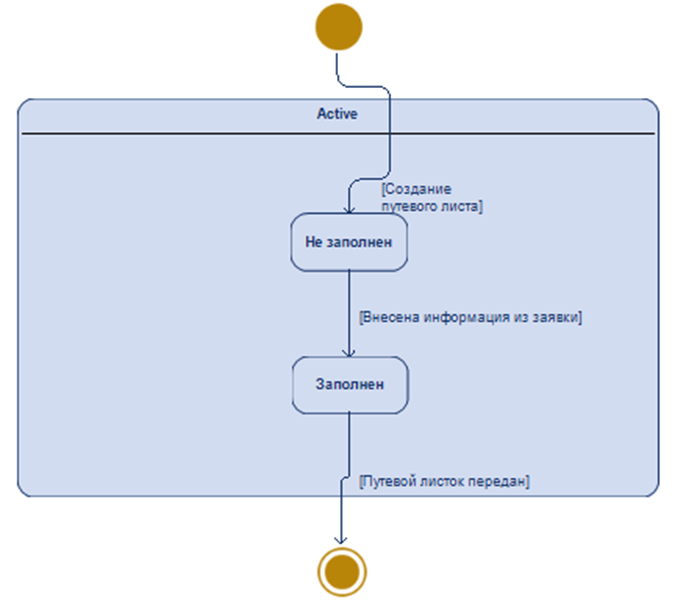 Active
[Создание
путевого листа]
Не заполнен
[Внесена информация из заявки]
Заполнен
[Путевой листок передан]